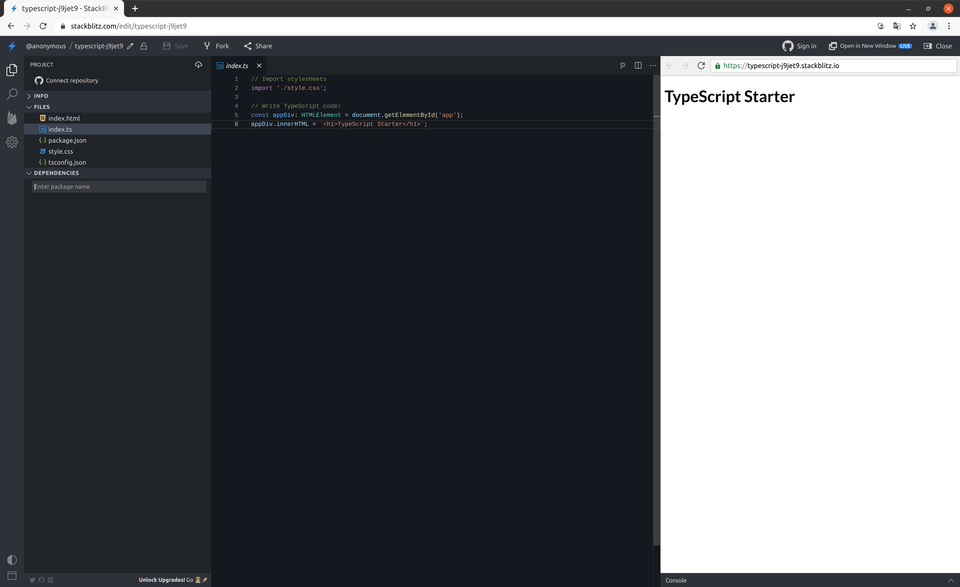 typescript-j9jet9 - StackBl
stackblitz.com/edit/typescript-j9jet9
@anonymous / typescript-j9jet9
Save
Fork
Share
Sign in
Open in New Window LIVE
Close
PROJECT
Connect repository
INFO
FILES
index.html
TS index.ts
package.json
style.css
tsconfig.json
DEPENDENCIES
Enter package name
Unlock Upgrades! Go
TS index.ts
1 // Import stylesheets
2 import './style.css';
3
4 // Write TypeScript code!
5 const appDiv: HTMLElement = document.getElementById('app');
6 appDiv.innerHTML = `<h1>TypeScript Starter</h1>`;
https://typescript-j9jet9.stackblitz.io
TypeScript Starter
Console